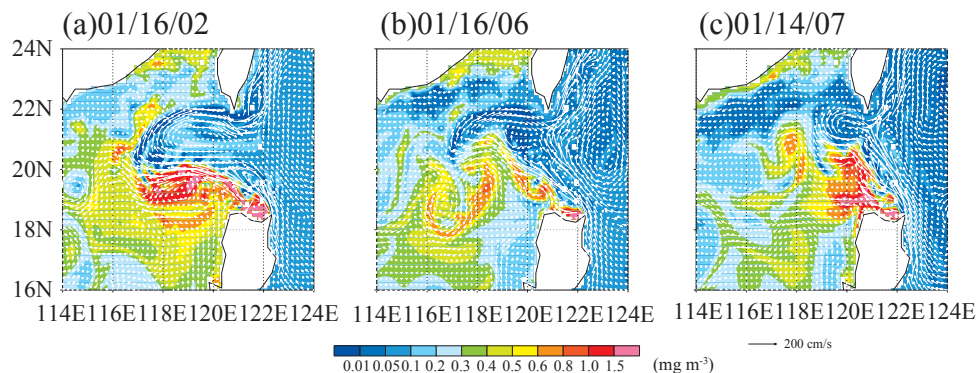 (a)01/16/02 (b)01/16/06 (c)01/14/07
24N
22N
20N
18N
16N
114E116E118E120E122E124E 114E116E118E120E122E124E 114E116E118E120E122E124E
0.01 0.05 0.1 0.2 0.3 0.4 0.5 0.6 0.8 1.0 1.5 (mg m-3) 200 cm/s